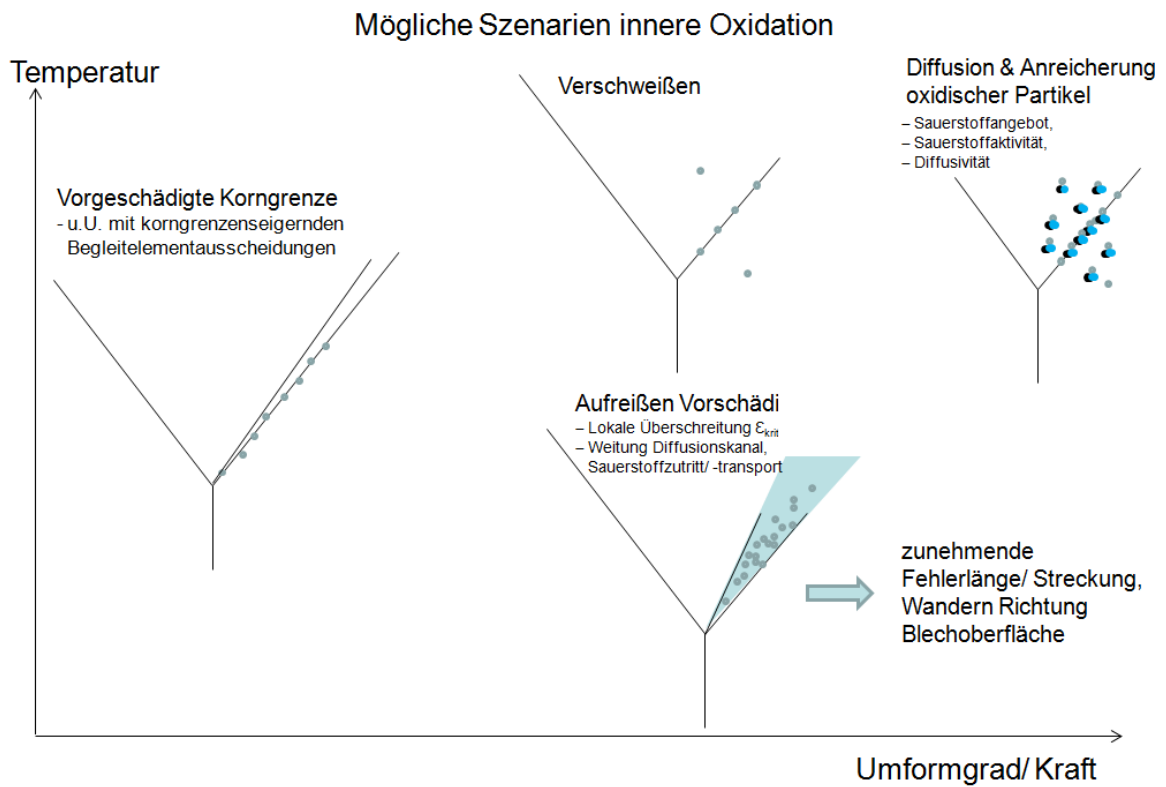 Mögliche Szenarien innere Oxidation
Temperatur
Vorgeschädigte Korngrenze
- u.U. mit korngrenzenseigernden
Begleitelementausscheidungen
Verschweißen
Diffusion & Anreicherung
oxidischer Partikel
– Sauerstoffangebot,
– Sauerstoffaktivität,
– Diffusivität
Aufreißen Vorschädi
– Lokale Überschreitung εkrit
– Weitung Diffusionskanal,
Sauerstoffzutritt/ -transport
zunehmende
Fehlerlänge/ Streckung,
Wandern Richtung
Blechoberfläche
Umformgrad/ Kraft